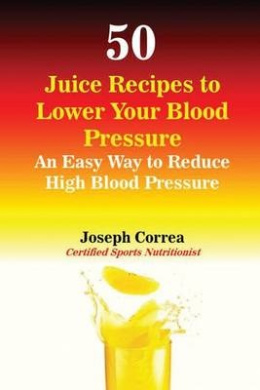 50
Juice Recipes to
Lower Your Blood
Pressure
An Easy Way to Reduce
High Blood Pressure
Joseph Correa
Certified Sports Nutritionist